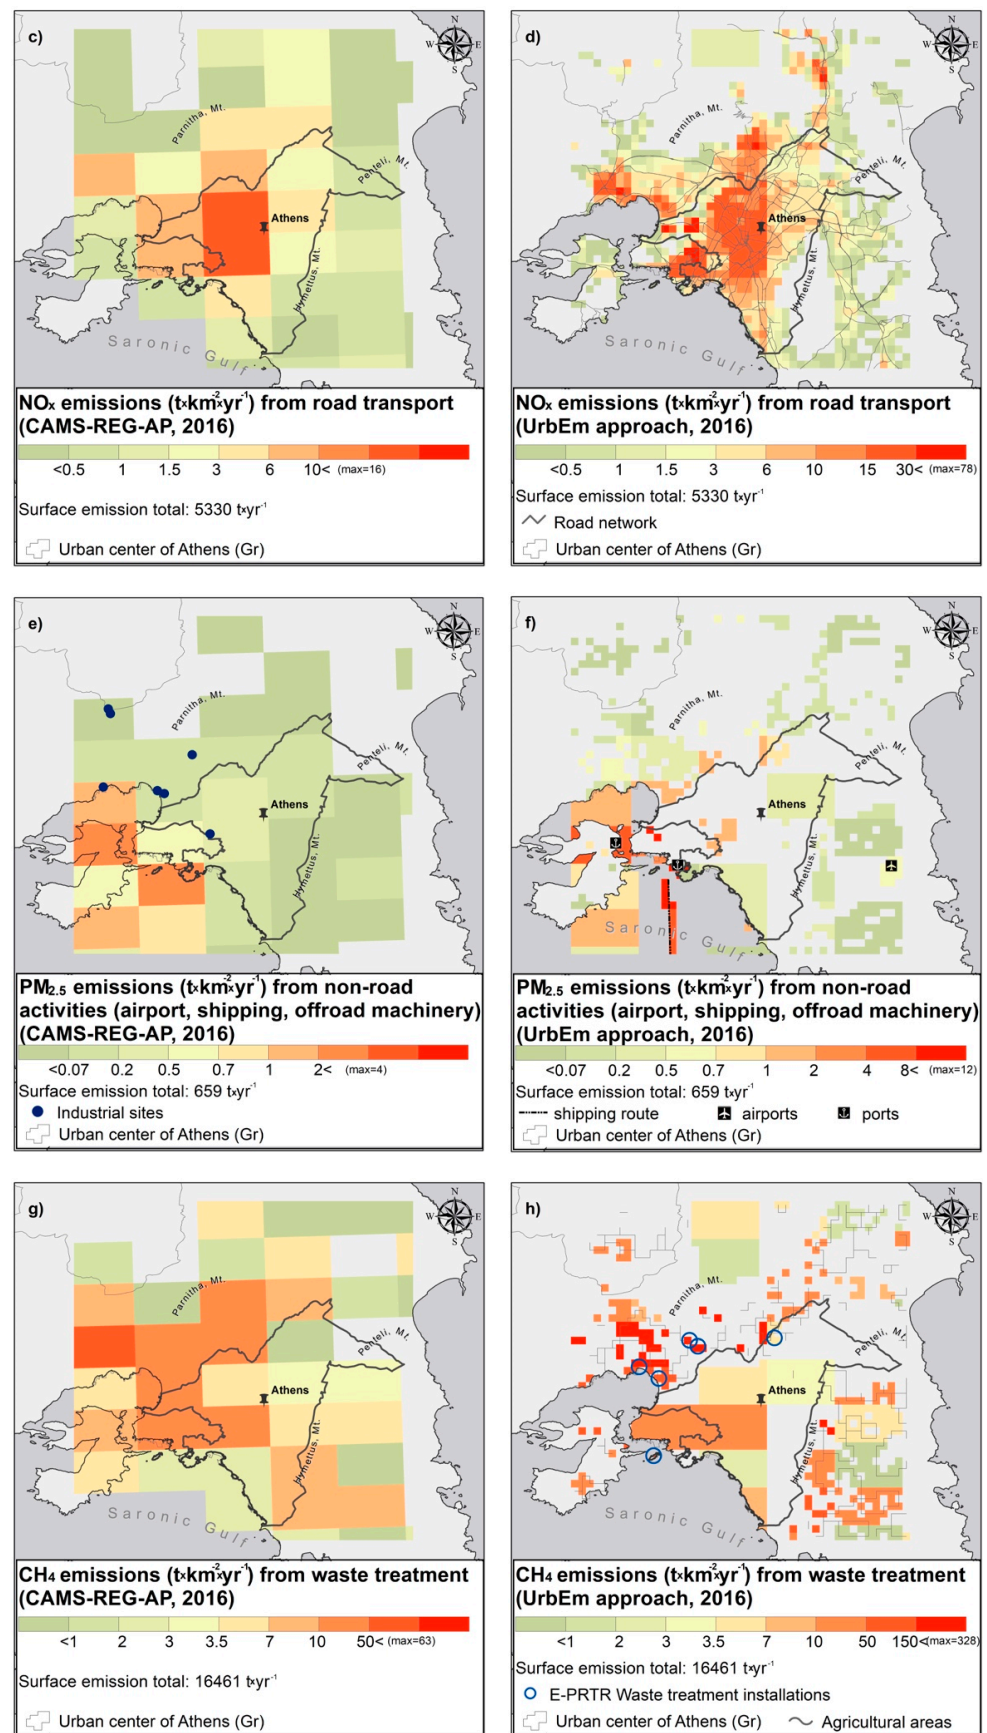 c)
N
W E
S
Parnitha, Mt.
Penteli, Mt.
Athens
Hymettus, Mt.
Saronic Gulf
NOx emissions (t×km⁻²×yr⁻¹) from road transport
(CAMS-REG-AP, 2016)
<0.5 1 1.5 3 6 10< (max=16)
Surface emission total: 5330 t×yr⁻¹
Urban center of Athens (Gr)
d)
N
W E
S
Parnitha, Mt.
Penteli, Mt.
Athens
Hymettus, Mt.
Saronic Gulf
NOx emissions (t×km⁻²×yr⁻¹) from road transport
(UrbEm approach, 2016)
<0.5 1 1.5 3 6 10 15 30< (max=78)
Surface emission total: 5330 t×yr⁻¹
Road network
Urban center of Athens (Gr)
e)
N
W E
S
Parnitha, Mt.
Penteli, Mt.
Athens
Hymettus, Mt.
PM2.5 emissions (t×km⁻²×yr⁻¹) from non-road
activities (airport, shipping, offroad machinery)
(CAMS-REG-AP, 2016)
<0.07 0.2 0.5 0.7 1 2< (max=4)
Surface emission total: 659 t×yr⁻¹
Industrial sites
Urban center of Athens (Gr)
f)
N
W E
S
Parnitha, Mt.
Penteli, Mt.
Athens
Hymettus, Mt.
Saronic Gulf
PM2.5 emissions (t×km⁻²×yr⁻¹) from non-road
activities (airport, shipping, offroad machinery)
(UrbEm approach, 2016)
<0.07 0.2 0.5 0.7 1 2 4 8< (max=12)
Surface emission total: 659 t×yr⁻¹
shipping route airports ports
Urban center of Athens (Gr)
g)
N
W E
S
Parnitha, Mt.
Penteli, Mt.
Athens
Hymettus, Mt.
Saronic Gulf
CH4 emissions (t×km⁻²×yr⁻¹) from waste treatment
(CAMS-REG-AP, 2016)
<1 2 3 3.5 7 10 50< (max=63)
Surface emission total: 16461 t×yr⁻¹
Urban center of Athens (Gr)
h)
N
W E
S
Parnitha, Mt.
Penteli, Mt.
Athens
Hymettus, Mt.
Saronic Gulf
CH4 emissions (t×km⁻²×yr⁻¹) from waste treatment
(UrbEm approach, 2016)
<1 2 3 3.5 7 10 50 150< (max=328)
Surface emission total: 16461 t×yr⁻¹
E-PRTR Waste treatment installations
Urban center of Athens (Gr) Agricultural areas